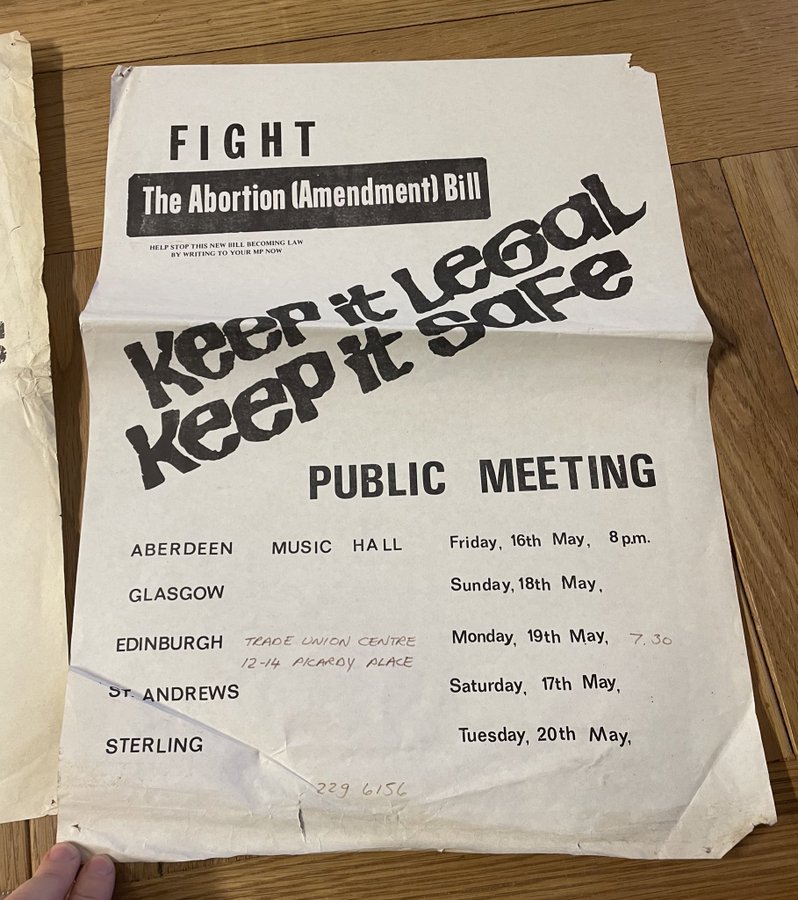 FIGHT
The Abortion (Amendment) Bill
HELP STOP THIS NEW BILL BECOMING LAW
BY WRITING TO YOUR MP NOW
Keep it Legal
Keep it Safe
PUBLIC MEETING
ABERDEEN MUSIC HALL Friday, 16th May, 8 p.m.
GLASGOW Sunday, 18th May,
EDINBURGH TRADE UNION CENTRE Monday, 19th May, 7.30
12-14 PICARDY PLACE
ST. ANDREWS Saturday, 17th May,
STERLING Tuesday, 20th May,
229 6156